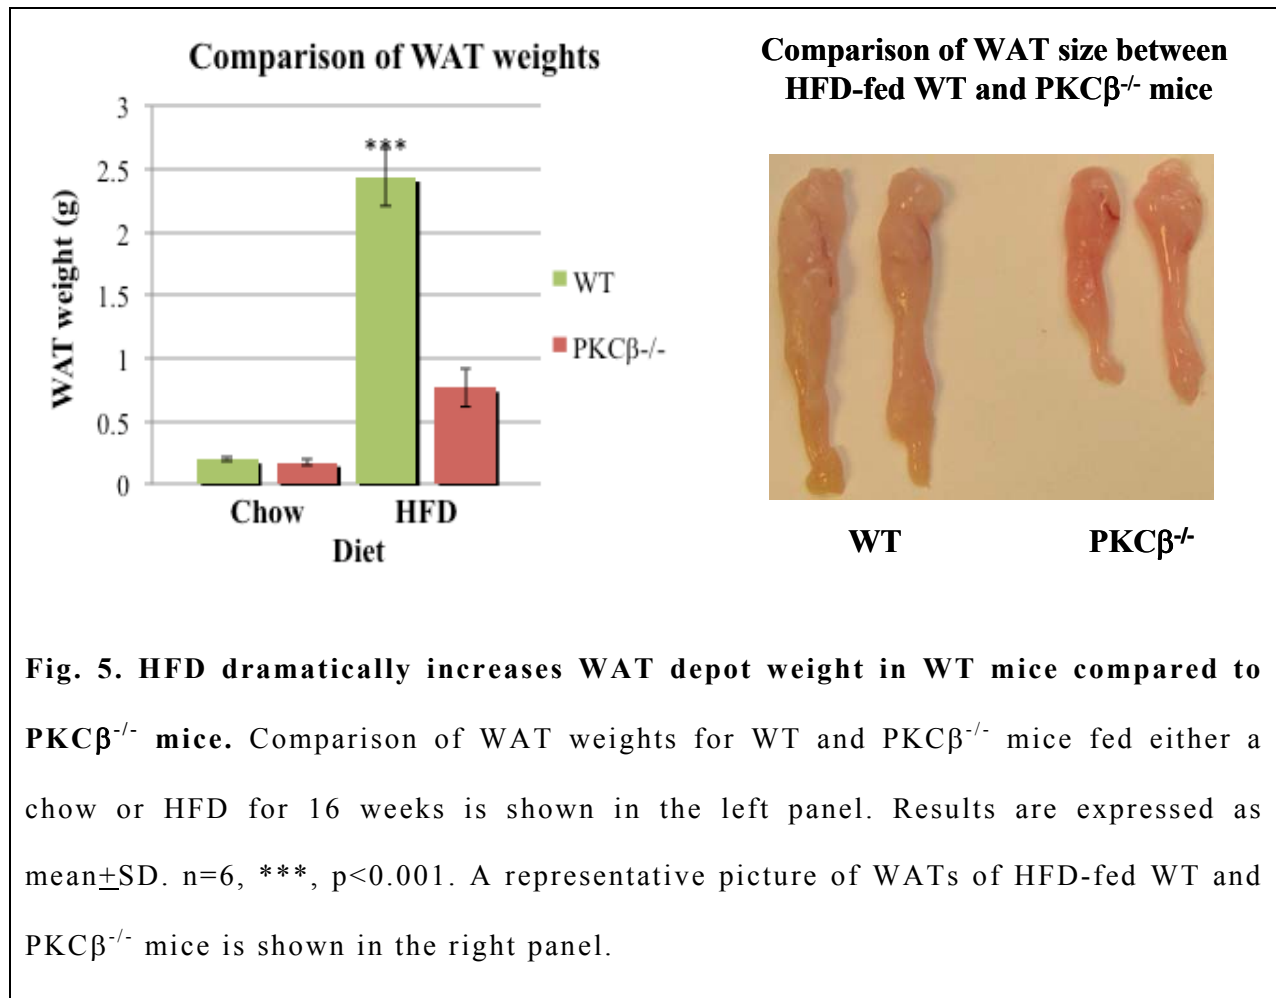 Comparison of WAT weights
3
2.5
2
1.5
1
0.5
0
WAT weight (g)
***
Chow
HFD
Diet
WT
PKCβ-/-
Comparison of WAT size between
HFD-fed WT and PKCβ-/- mice
WT
PKCβ-/-
Fig. 5. HFD dramatically increases WAT depot weight in WT mice compared to
PKCβ-/- mice. Comparison of WAT weights for WT and PKCβ-/- mice fed either a
chow or HFD for 16 weeks is shown in the left panel. Results are expressed as
mean±SD. n=6, ***, p<0.001. A representative picture of WATs of HFD-fed WT and
PKCβ-/- mice is shown in the right panel.